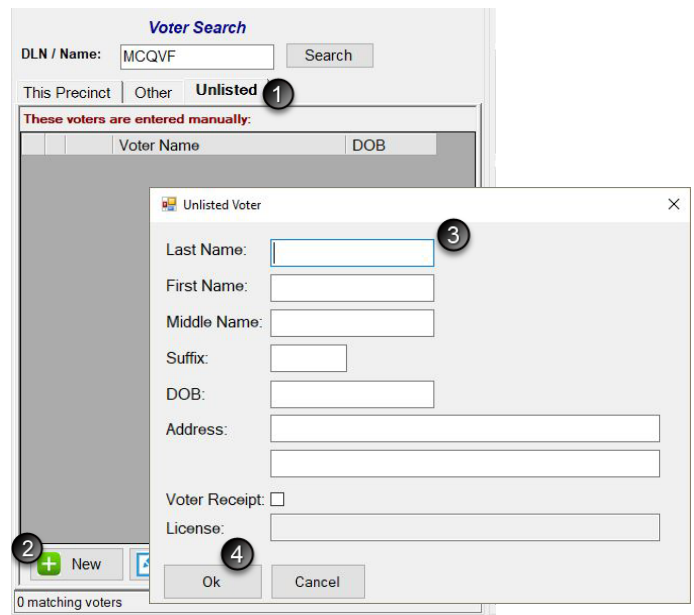 Voter Search
DLN / Name: MCQVF Search
This Precinct Other Unlisted 1
These voters are entered manually:
Voter Name DOB
Unlisted Voter
3
Last Name:
First Name:
Middle Name:
Suffix:
DOB:
Address:
Voter Receipt:
License:
2 New
4
Ok Cancel
0 matching voters